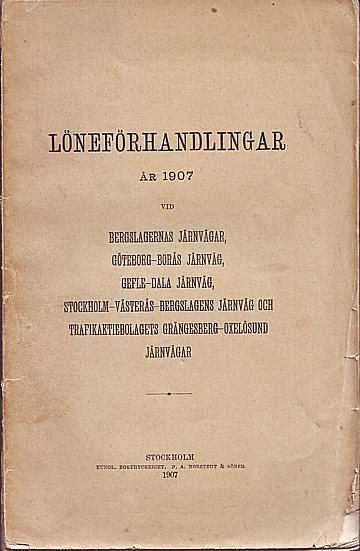 LÖNEFÖRHANDLINGAR
ÅR 1907
VID
BERGSLAGERNAS JÄRNVÄGAR,
GÖTEBORG–BORÅS JÄRNVÄG,
GEFLE–DALA JÄRNVÄG,
STOCKHOLM–VÄSTERÅS–BERGSLAGENS JÄRNVÄG OCH
TRAFIKAKTIEBOLAGETS GRÄNGESBERG–OXELÖSUND
JÄRNVÄGAR
STOCKHOLM
KUNGL. BOKTRYCKERIET. P. A. NORSTEDT & SÖNER
1907